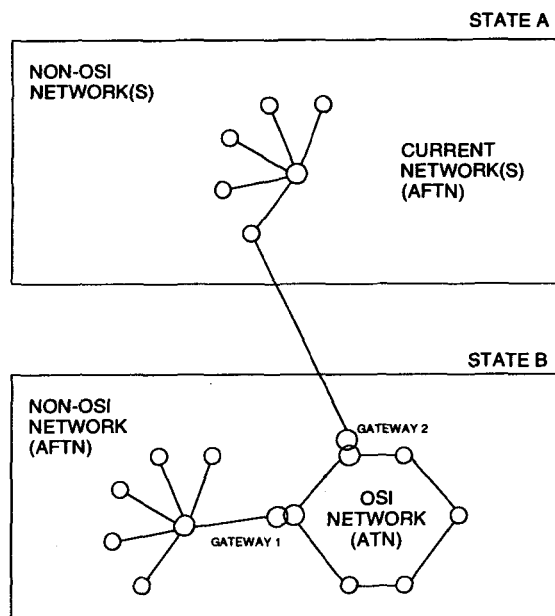 STATE A
NON-OSI
NETWORK(S)
CURRENT
NETWORK(S)
(AFTN)
STATE B
NON-OSI
NETWORK
(AFTN)
GATEWAY 2
OSI
NETWORK
(ATN)
GATEWAY 1